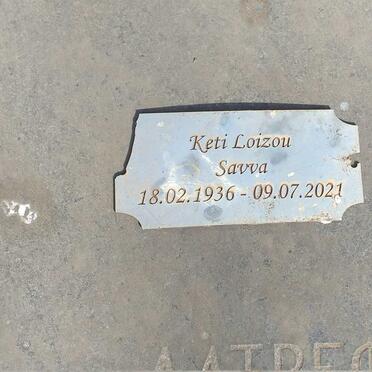 Keti Loizou
Savva
18.02.1936 - 09.07.2021